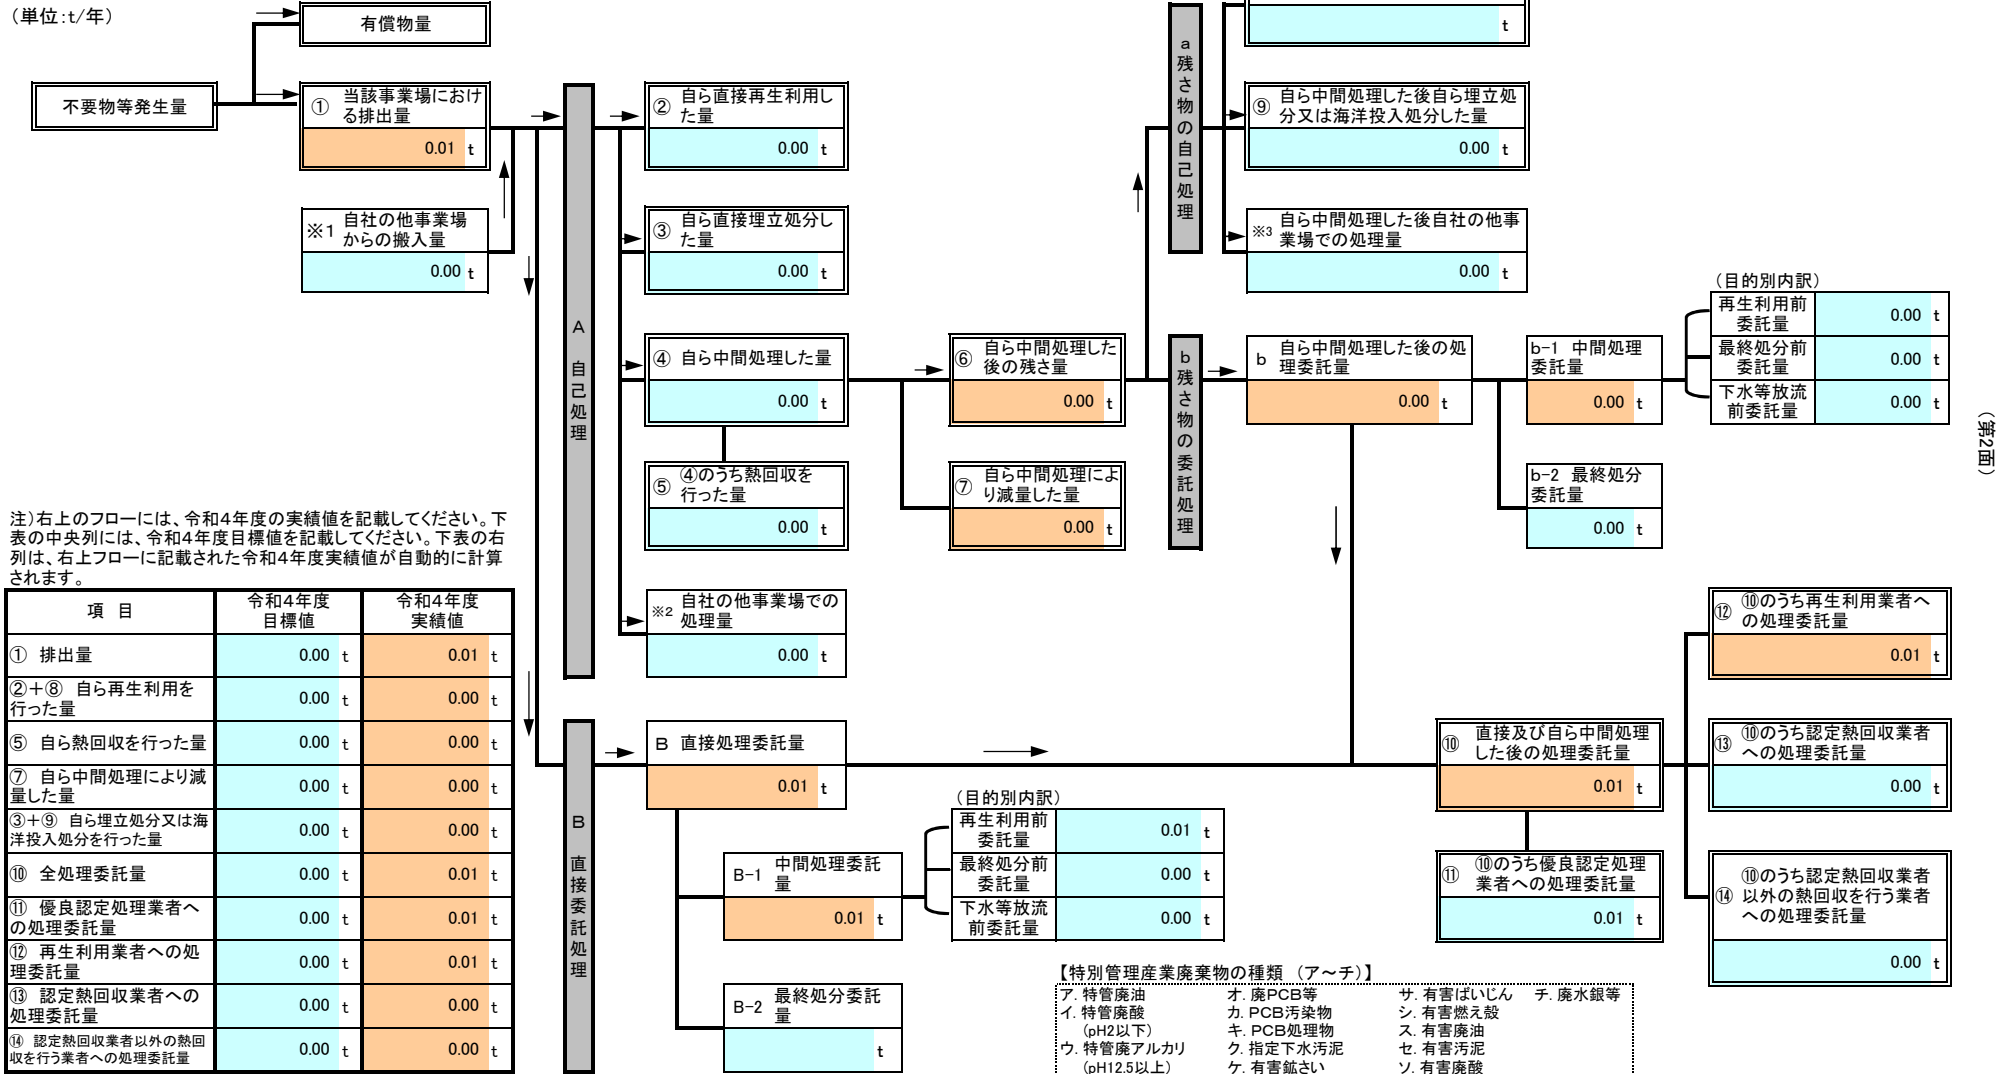 （単位:t/年）
有償物量
不要物等発生量
① 当該事業場におけ
る排出量
0.01 t
※1 自社の他事業場
からの搬入量
0.00 t
A 自己処理
② 自ら直接再生利用し
た量
0.00 t
③ 自ら直接埋立処分し
た量
0.00 t
④ 自ら中間処理した量
0.00 t
⑤ ④のうち熱回収を
行った量
0.00 t
※2 自社の他事業場での
処理量
0.00 t
⑥ 自ら中間処理した
後の残さ量
0.00 t
⑦ 自ら中間処理によ
り減量した量
0.00 t
a 残さ物の自己処理
t
⑨ 自ら中間処理した後自ら埋立処
分又は海洋投入処分した量
0.00 t
※3 自ら中間処理した後自社の他事
業場での処理量
0.00 t
b 残さ物の委託処理
b 自ら中間処理した後の処
理委託量
0.00 t
b-1 中間処理
委託量
0.00 t
b-2 最終処分
委託量
0.00 t
（目的別内訳）
再生利用前
委託量
0.00 t
最終処分前
委託量
0.00 t
下水等放流
前委託量
0.00 t
（第2面）
注）右上のフローには、令和４年度の実績値を記載してください。下
表の中央列には、令和４年度目標値を記載してください。下表の右
列は、右上フローに記載された令和４年度実績値が自動的に計算
されます。
項 目 令和４年度
目標値 令和４年度
実績値
① 排出量 0.00 t 0.01 t
②＋⑧ 自ら再生利用を
行った量 0.00 t 0.00 t
⑤ 自ら熱回収を行った量 0.00 t 0.00 t
⑦ 自ら中間処理により減
量した量 0.00 t 0.00 t
③＋⑨ 自ら埋立処分又は海
洋投入処分を行った量 0.00 t 0.00 t
⑩ 全処理委託量 0.00 t 0.01 t
⑪ 優良認定処理業者へ
の処理委託量 0.00 t 0.01 t
⑫ 再生利用業者への処
理委託量 0.00 t 0.01 t
⑬ 認定熱回収業者への
処理委託量 0.00 t 0.00 t
⑭ 認定熱回収業者以外の熱回
収を行う業者への処理委託量 0.00 t 0.00 t
B 直接委託処理
B 直接処理委託量
0.01 t
B-1 中間処理委託
量
0.01 t
B-2 最終処分委託
量
t
（目的別内訳）
再生利用前
委託量
0.01 t
最終処分前
委託量
0.00 t
下水等放流
前委託量
0.00 t
⑩ 直接及び自ら中間処理
した後の処理委託量
0.01 t
⑪ ⑩のうち優良認定処理
業者への処理委託量
0.01 t
⑫ ⑩のうち再生利用業者へ
の処理委託量
0.01 t
⑬ ⑩のうち認定熱回収業者
への処理委託量
0.00 t
⑭ ⑩のうち認定熱回収業者
以外の熱回収を行う業者
への処理委託量
0.00 t
【特別管理産業廃棄物の種類 （ア～チ）】
ア. 特管廃油 オ. 廃PCB等 サ. 有害ばいじん チ. 廃水銀等
イ. 特管廃酸 カ. PCB汚染物 シ. 有害燃え殻
（pH2以下） キ. PCB処理物 ス. 有害廃油
ウ. 特管廃アルカリ ク. 指定下水汚泥 セ. 有害汚泥
（pH12.5以上） ケ. 有害鉱さい ソ. 有害廃酸